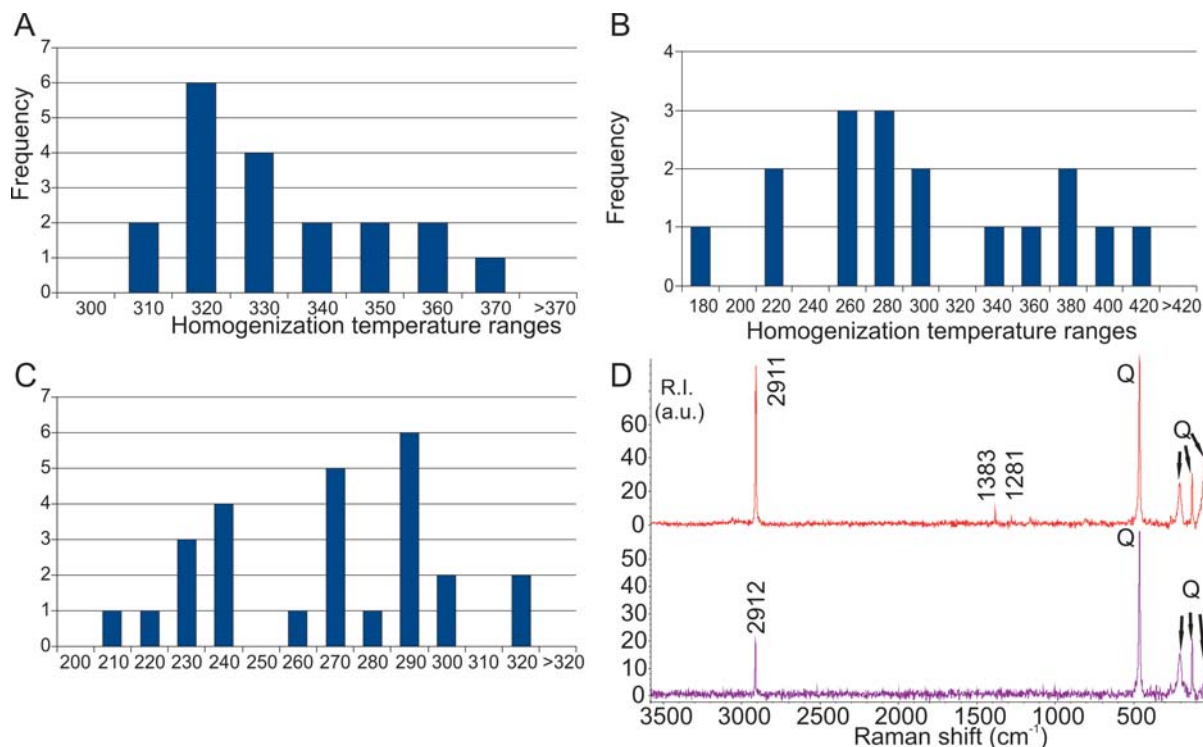 A
7
6
5
4
3
2
1
0
Frequency
300 310 320 330 340 350 360 370 >370
Homogenization temperature ranges
B
4
3
2
1
0
Frequency
180 200 220 240 260 280 300 320 340 360 380 400 420 >420
Homogenization temperature ranges
C
7
6
5
4
3
2
1
0
200 210 220 230 240 250 260 270 280 290 300 310 320 >320
D
R.I.
(a.u.)
2911
1383
1281
Q
Q
60
40
20
0
2912
Q
Q
50
40
30
20
10
0
3500 3000 2500 2000 1500 1000 500
Raman shift (cm⁻¹)